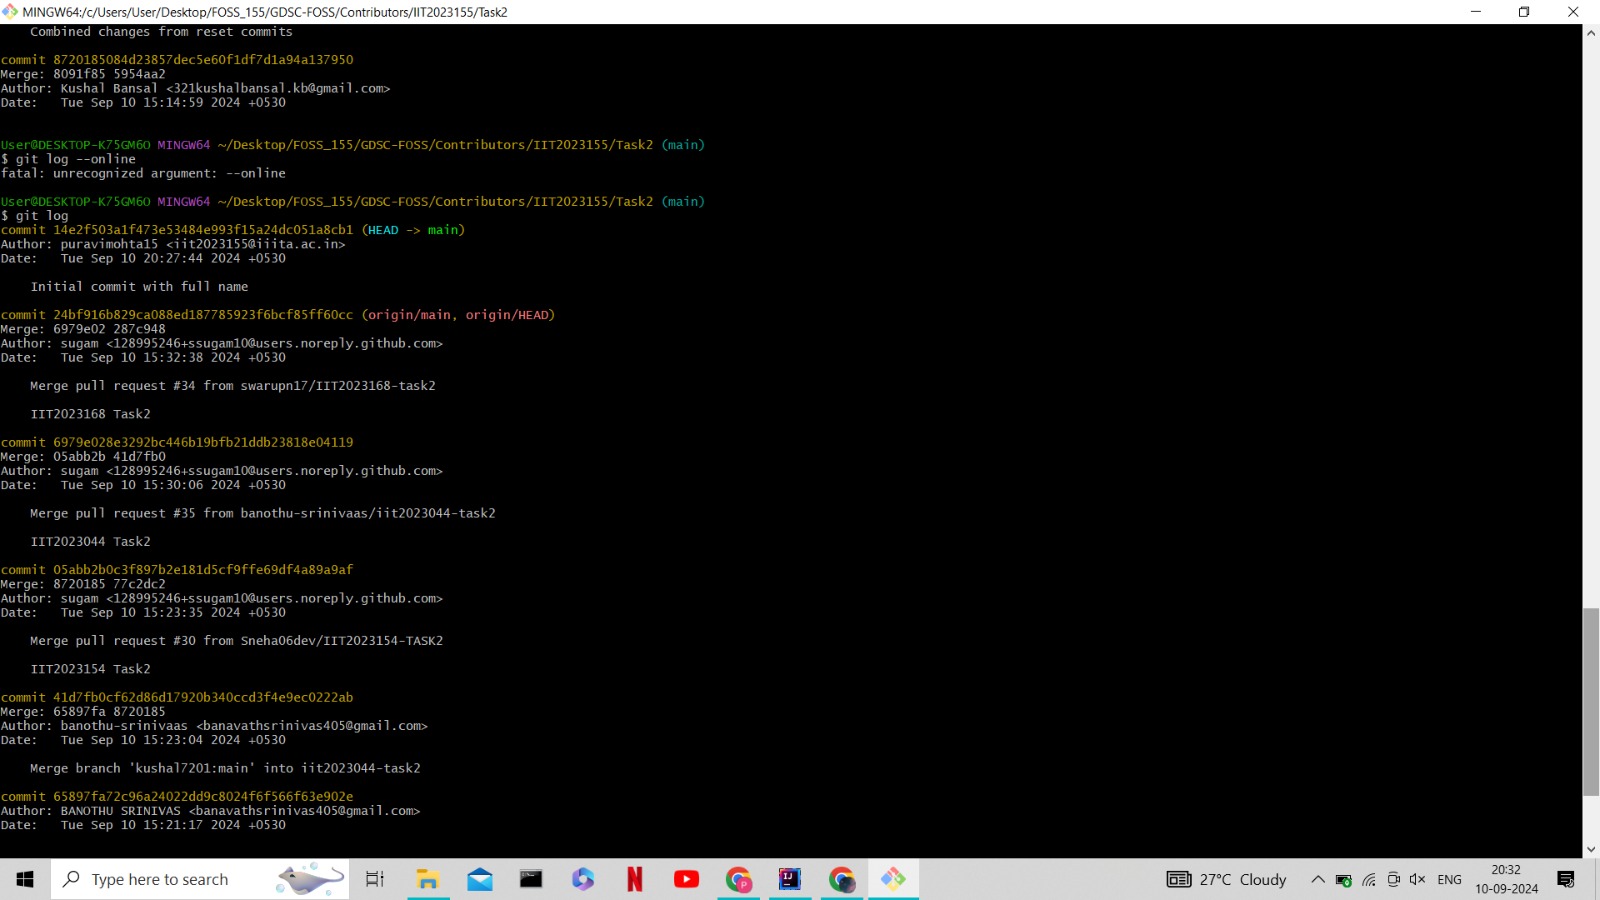 MINGW64:/c/Users/User/Desktop/FOSS_155/GDSC-FOSS/Contributors/IIT2023155/Task2
Combined changes from reset commits
commit 8720185084d23857dec5e60f1df7d1a94a137950
Merge: 8091f85 5954aa2
Author: Kushal Bansal <321kushalbansal.kb@gmail.com>
Date:   Tue Sep 10 15:14:59 2024 +0530
User@DESKTOP-K75GM6O MINGW64 ~/Desktop/FOSS_155/GDSC-FOSS/Contributors/IIT2023155/Task2 (main)
$ git log --online
fatal: unrecognized argument: --online
User@DESKTOP-K75GM6O MINGW64 ~/Desktop/FOSS_155/GDSC-FOSS/Contributors/IIT2023155/Task2 (main)
$ git log
commit 14e2f503a1f473e53484e993f15a24dc051a8cb1 (HEAD -> main)
Author: puravimohta15 <iit2023155@iiita.ac.in>
Date:   Tue Sep 10 20:27:44 2024 +0530
Initial commit with full name
commit 24bf916b829ca088ed187785923f6bcf85ff60cc (origin/main, origin/HEAD)
Merge: 6979e02 287c948
Author: sugam <128995246+ssugam10@users.noreply.github.com>
Date:   Tue Sep 10 15:32:38 2024 +0530
Merge pull request #34 from swarupn17/IIT2023168-task2
IIT2023168 Task2
commit 6979e028e3292bc446b19bfb21ddb23818e04119
Merge: 05abb2b 41d7fb0
Author: sugam <128995246+ssugam10@users.noreply.github.com>
Date:   Tue Sep 10 15:30:06 2024 +0530
Merge pull request #35 from banothu-srinivaas/iit2023044-task2
IIT2023044 Task2
commit 05abb2b0c3f897b2e181d5cf9ffe69df4a89a9af
Merge: 8720185 77c2dc2
Author: sugam <128995246+ssugam10@users.noreply.github.com>
Date:   Tue Sep 10 15:23:35 2024 +0530
Merge pull request #30 from Sneha06dev/IIT2023154-TASK2
IIT2023154 Task2
commit 41d7fb0cf62d86d17920b340ccd3f4e9ec0222ab
Merge: 65897fa 8720185
Author: banothu-srinivaas <banavathsrinivas405@gmail.com>
Date:   Tue Sep 10 15:23:04 2024 +0530
Merge branch 'kushal7201:main' into iit2023044-task2
commit 65897fa72c96a24022dd9c8024f6f566f63e902e
Author: BANOTHU SRINIVAS <banavathsrinivas405@gmail.com>
Date:   Tue Sep 10 15:21:17 2024 +0530
Type here to search
27°C Cloudy
ENG
20:32
10-09-2024